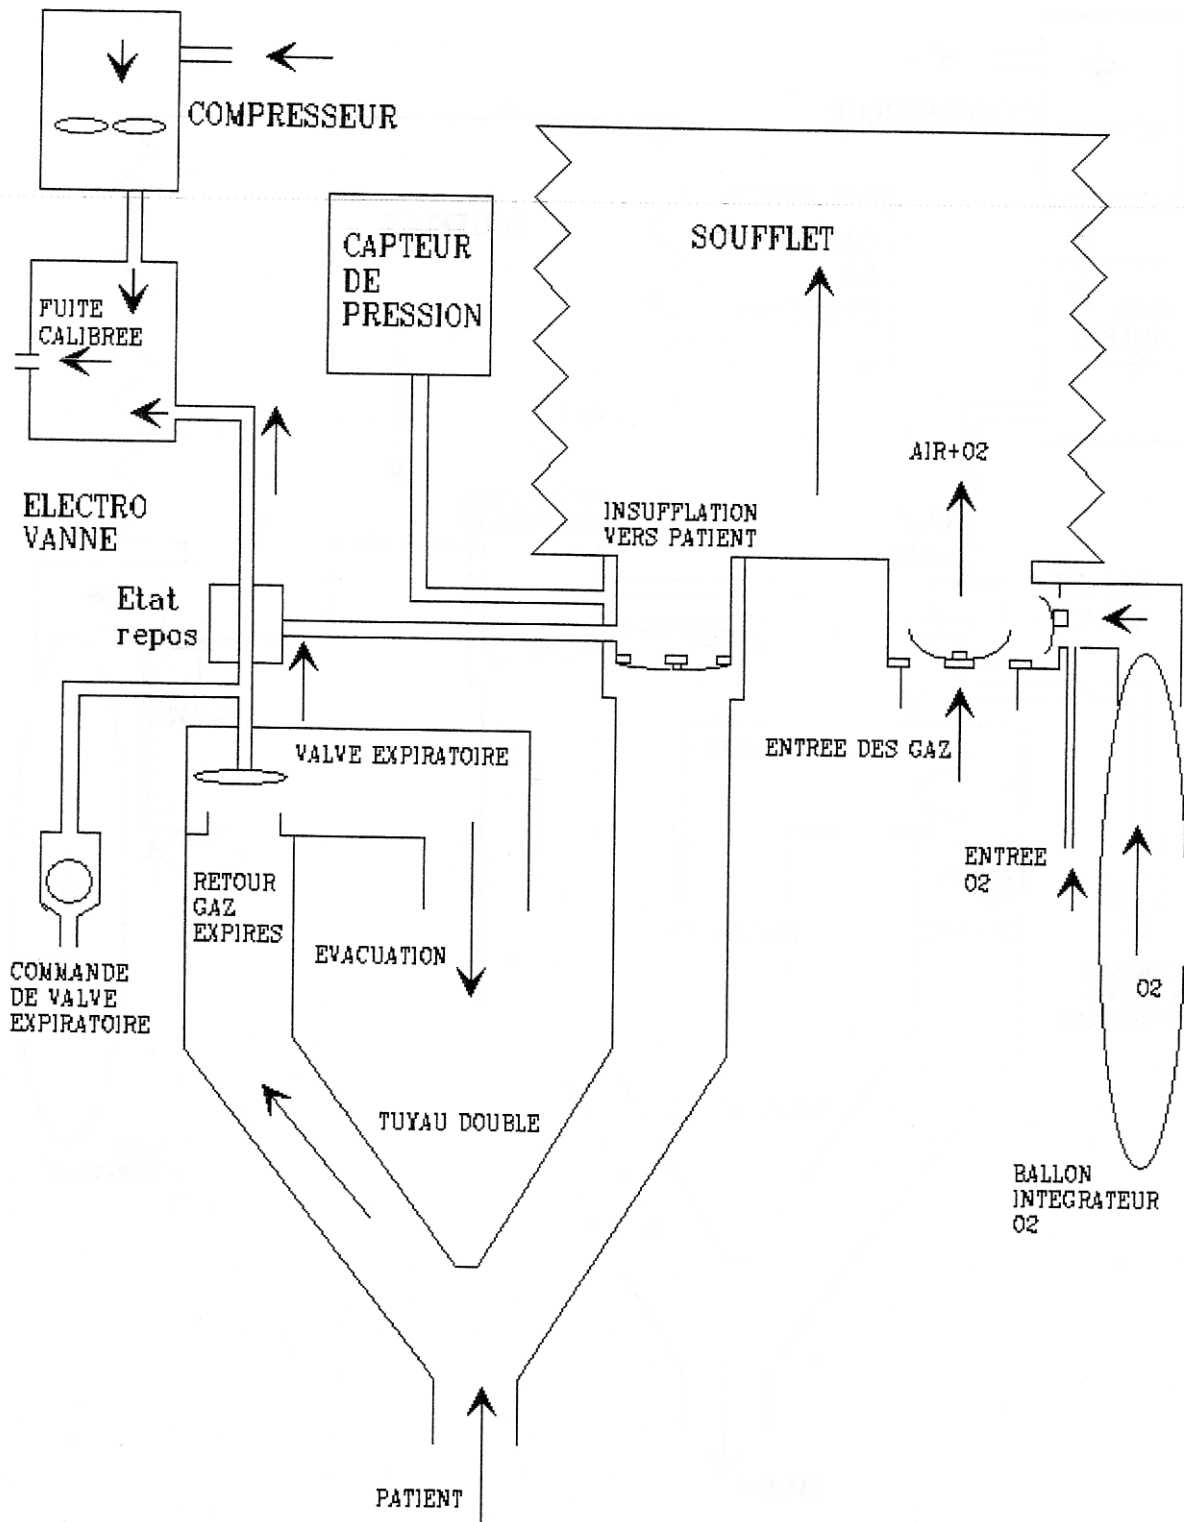 COMPRESSEUR
CAPTEUR
DE
PRESSION
SOUFFLET
FUITE
CALIBREE
AIR+O2
ELECTRO
VANNE
INSUFFLATION
VERS PATIENT
Etat
repos
VALVE EXPIRATOIRE
ENTREE DES GAZ
ENTREE
O2
RETOUR
GAZ
EXPIRES
EVACUATION
COMMANDE
DE VALVE
EXPIRATOIRE
O2
TUYAU DOUBLE
BALLON
INTEGRATEUR
O2
PATIENT